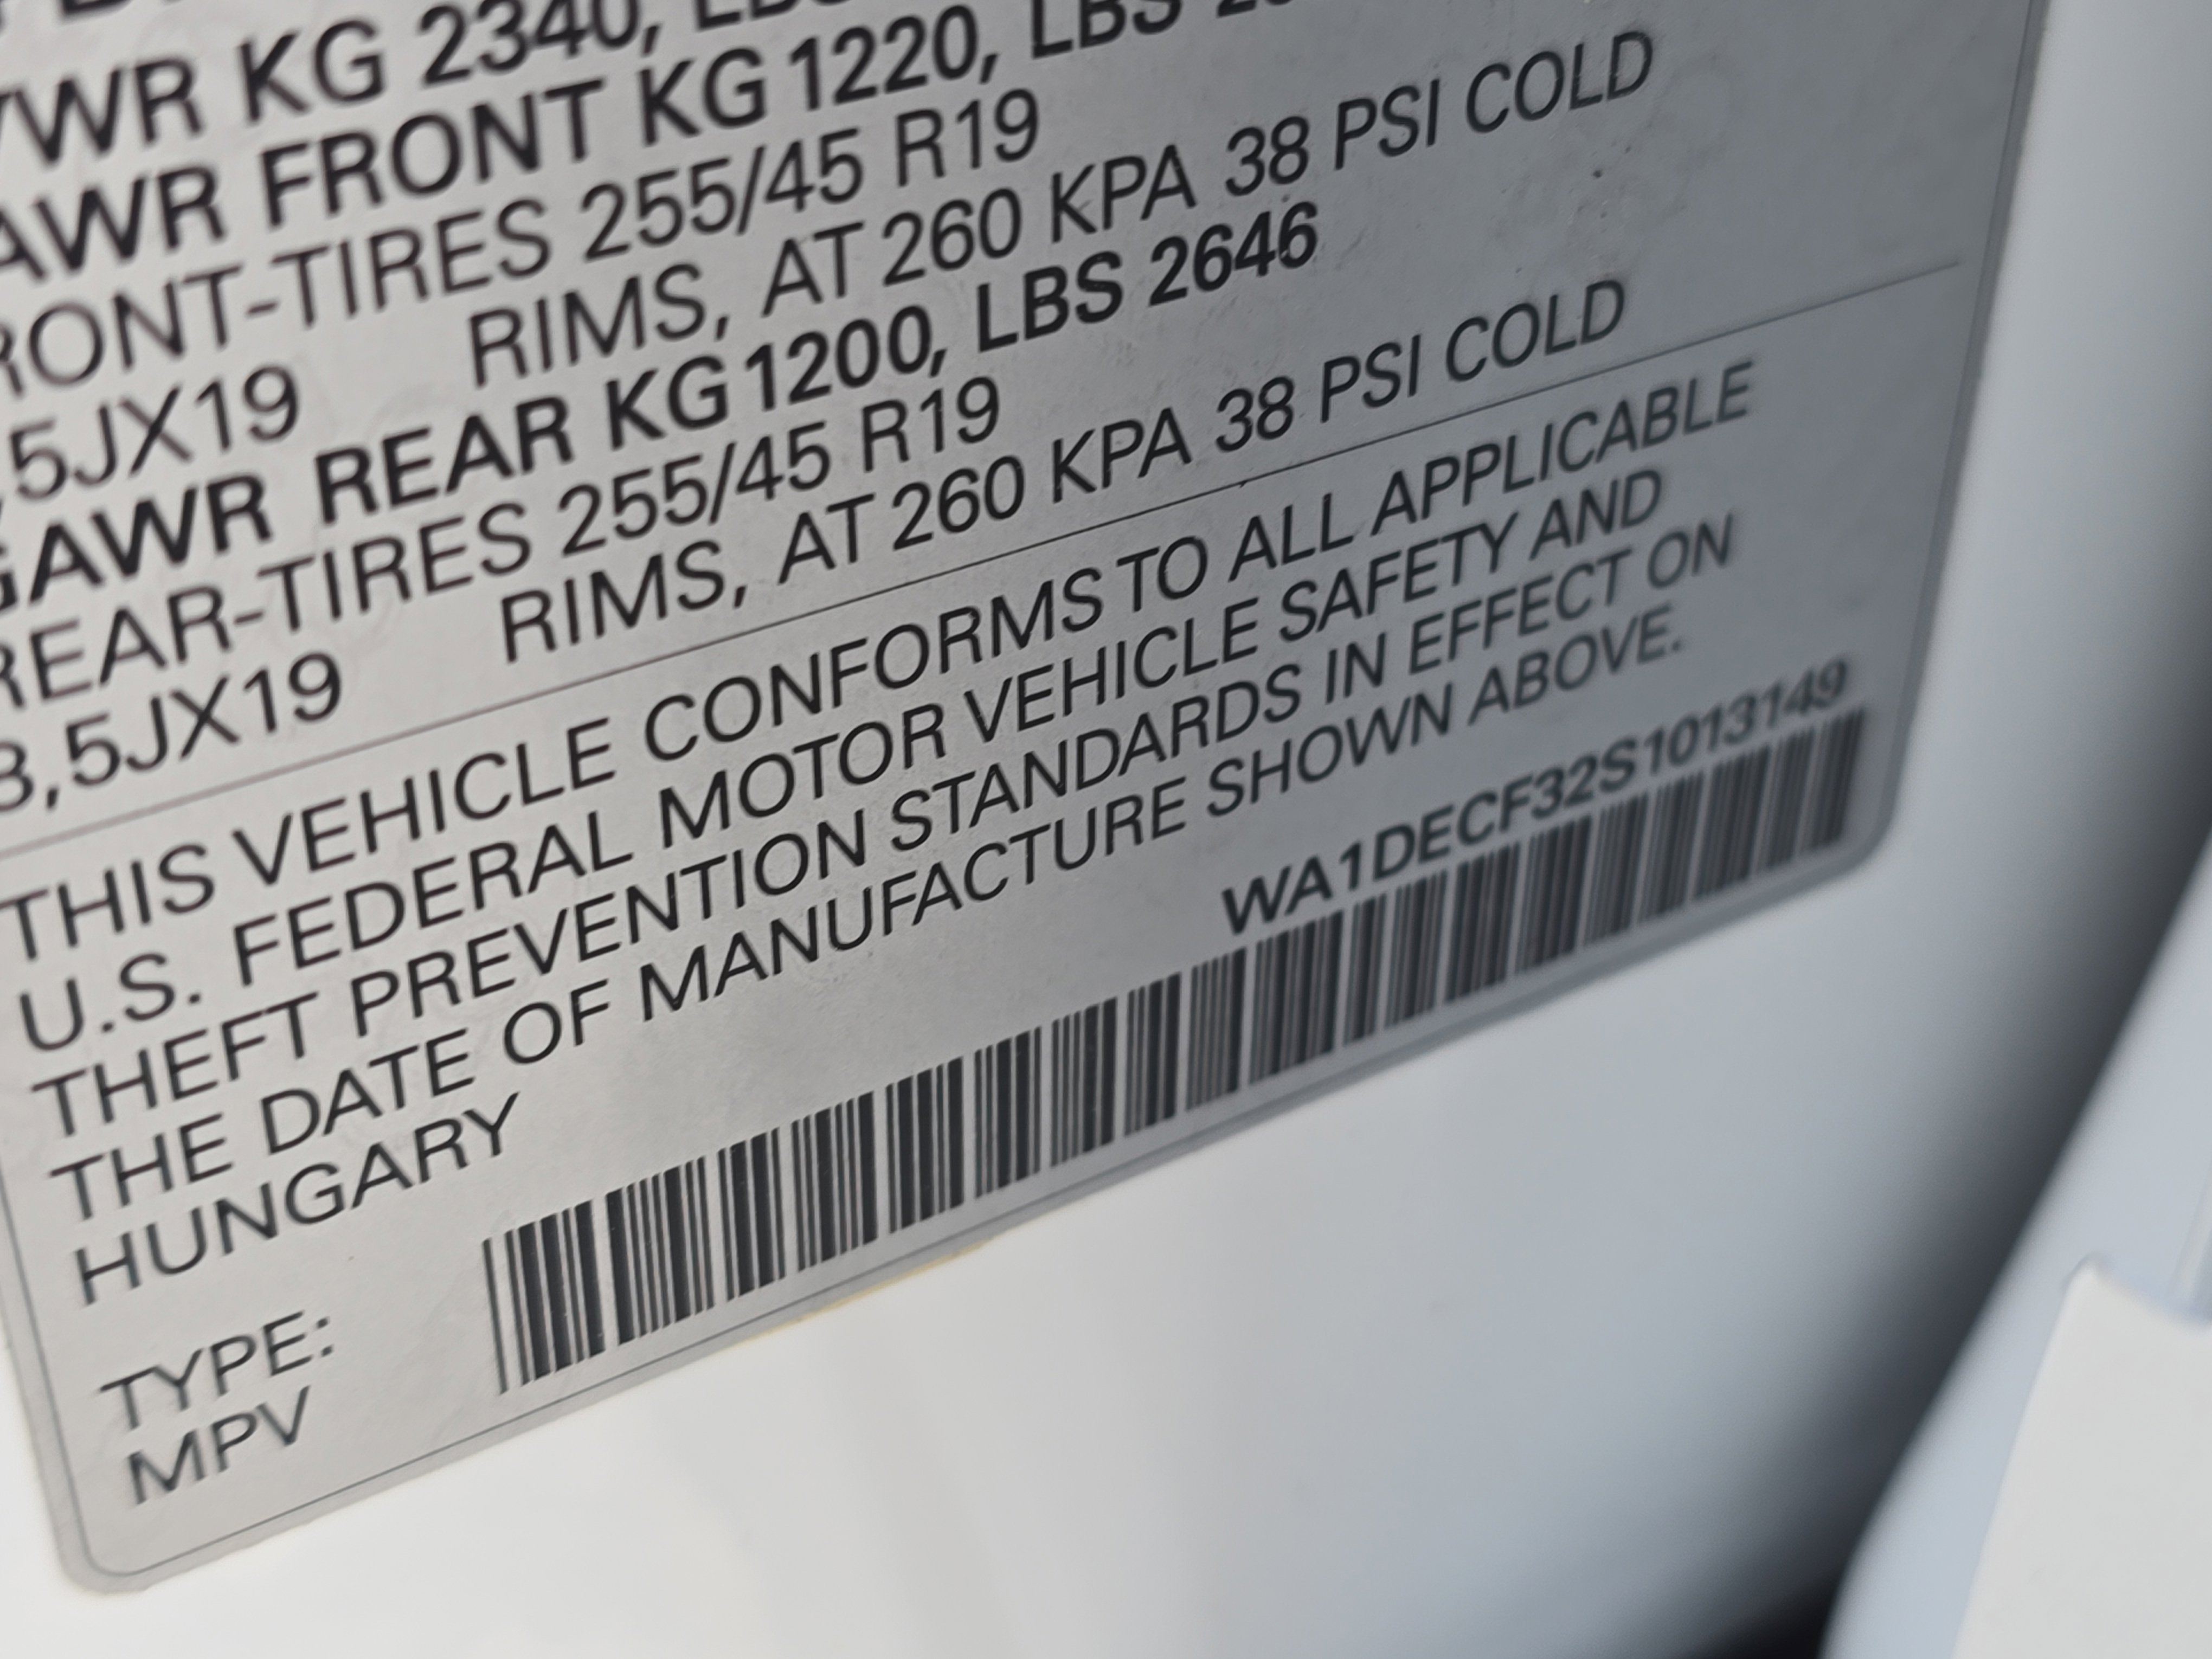 VWR KG 2340,
AWR FRONT KG 1220, LBS
RONT-TIRES 255/45 R19
,5JX19 RIMS, AT 260 KPA 38 PSI COLD
GAWR REAR KG 1200, LBS 2646
REAR-TIRES 255/45 R19
8,5JX19 RIMS, AT 260 KPA 38 PSI COLD
THIS VEHICLE CONFORMS TO ALL APPLICABLE
U.S. FEDERAL MOTOR VEHICLE SAFETY AND
THEFT PREVENTION STANDARDS IN EFFECT ON
THE DATE OF MANUFACTURE SHOWN ABOVE.
HUNGARY
WA1DECF32S1013149
TYPE:
MPV